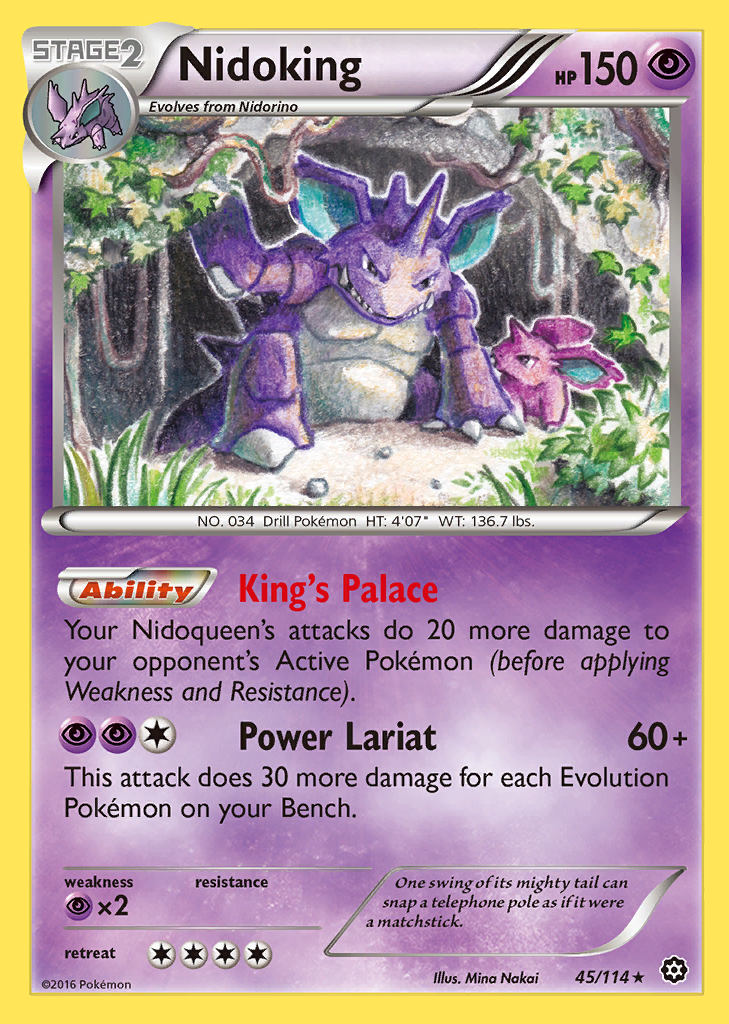 STAGE2
Nidoking
HP150
Evolves from Nidorino
NO. 034 Drill Pokémon HT: 4'07" WT: 136.7 lbs.
Ability King's Palace
Your Nidoqueen's attacks do 20 more damage to
your opponent's Active Pokémon (before applying
Weakness and Resistance).
Power Lariat 60+
This attack does 30 more damage for each Evolution
Pokémon on your Bench.
weakness resistance
×2
One swing of its mighty tail can
snap a telephone pole as if it were
a matchstick.
retreat
©2016 Pokémon
Illus. Mina Nakai 45/114★